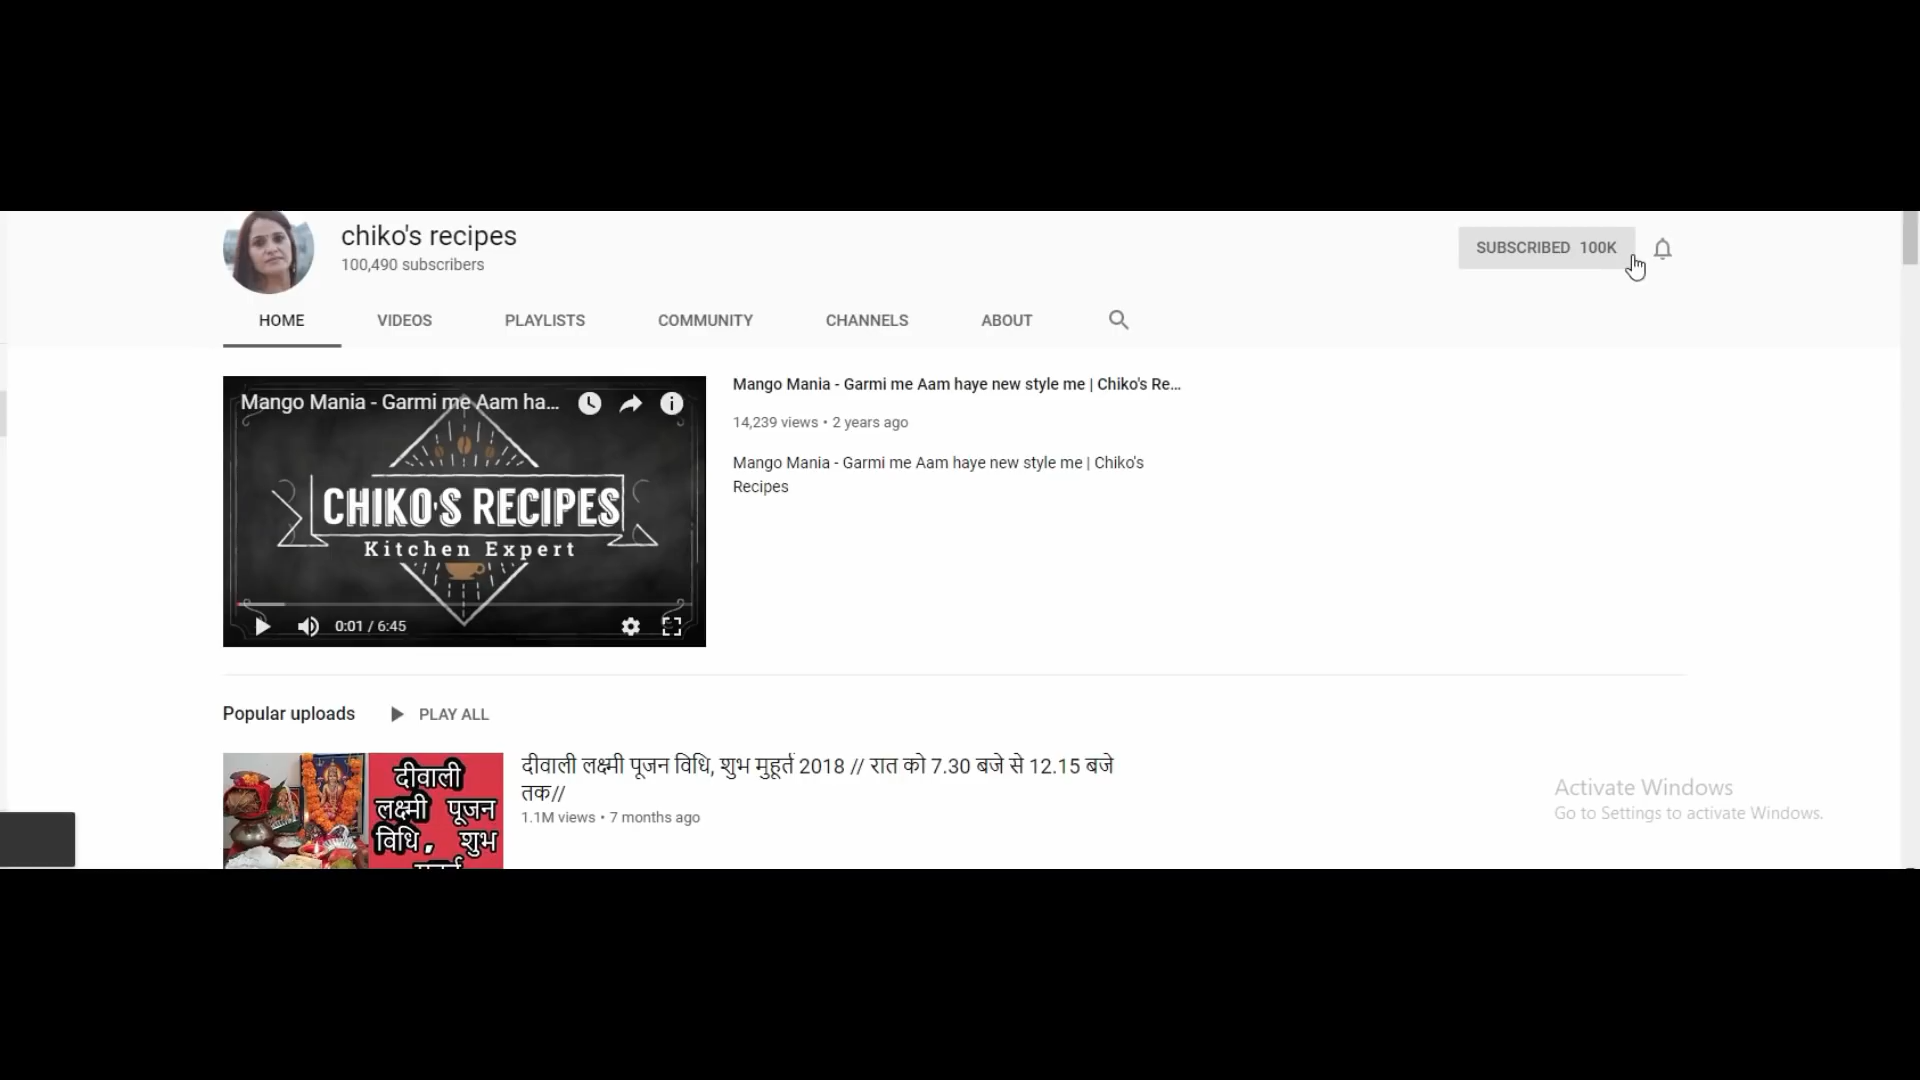 chiko's recipes
100,490 subscribers
SUBSCRIBED 100K
HOME VIDEOS PLAYLISTS COMMUNITY CHANNELS ABOUT
Mango Mania - Garmi me Aam ha...
CHIKO'S RECIPES
Kitchen Expert
0:01 / 6:45
Mango Mania - Garmi me Aam haye new style me | Chiko's Re...
14,239 views • 2 years ago
Mango Mania - Garmi me Aam haye new style me | Chiko's
Recipes
Popular uploads PLAY ALL
दीवाली
लक्ष्मी पूजन
विधि, शुभ
दीवाली लक्ष्मी पूजन विधि, शुभ मुहूर्त 2018 // रात को 7.30 बजे से 12.15 बजे
तक//
1.1M views • 7 months ago
Activate Windows
Go to Settings to activate Windows.